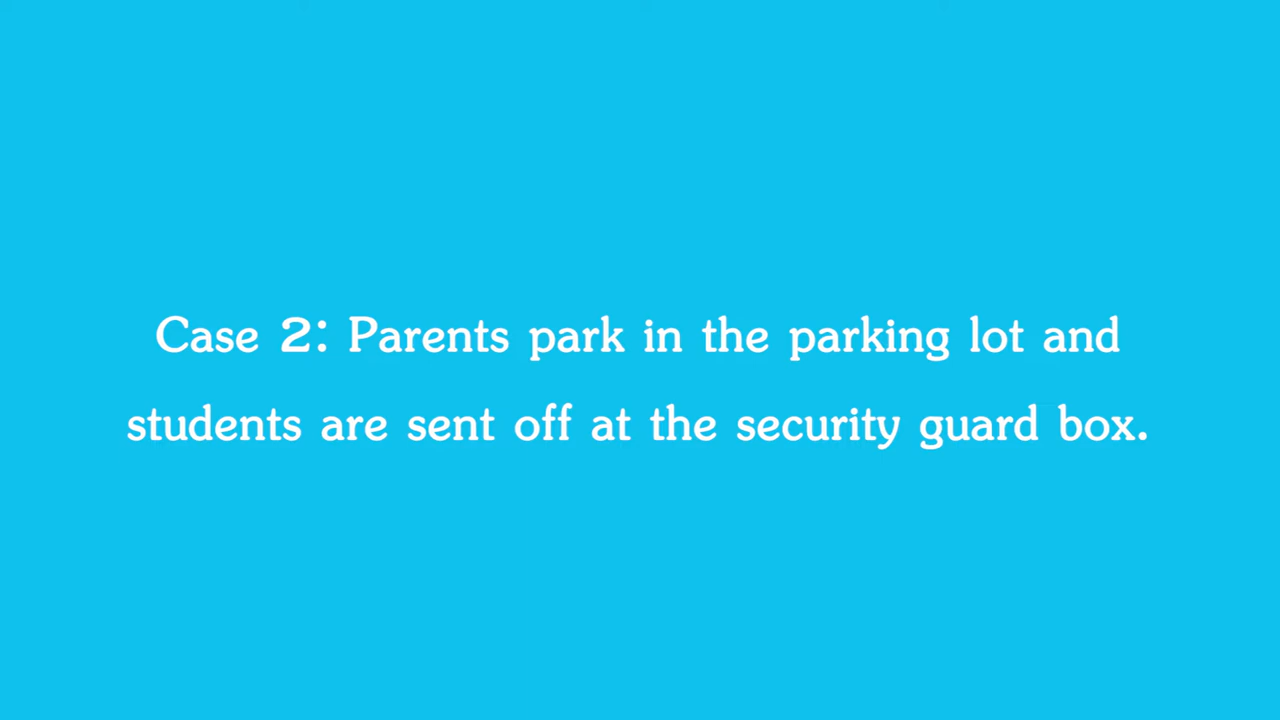 Case 2: Parents park in the parking lot and
students are sent off at the security guard box.